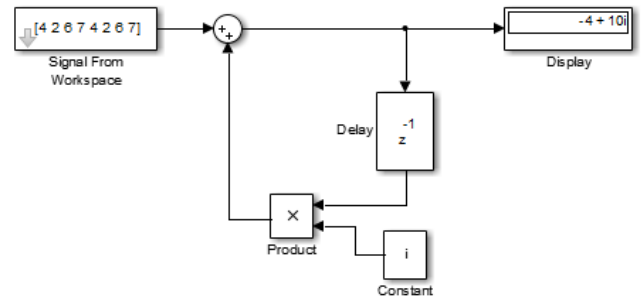 [4 2 6 7 4 2 6 7]
Signal From
Workspace
++
-4 + 10i
Display
Delay
-1
z
×
Product
i
Constant